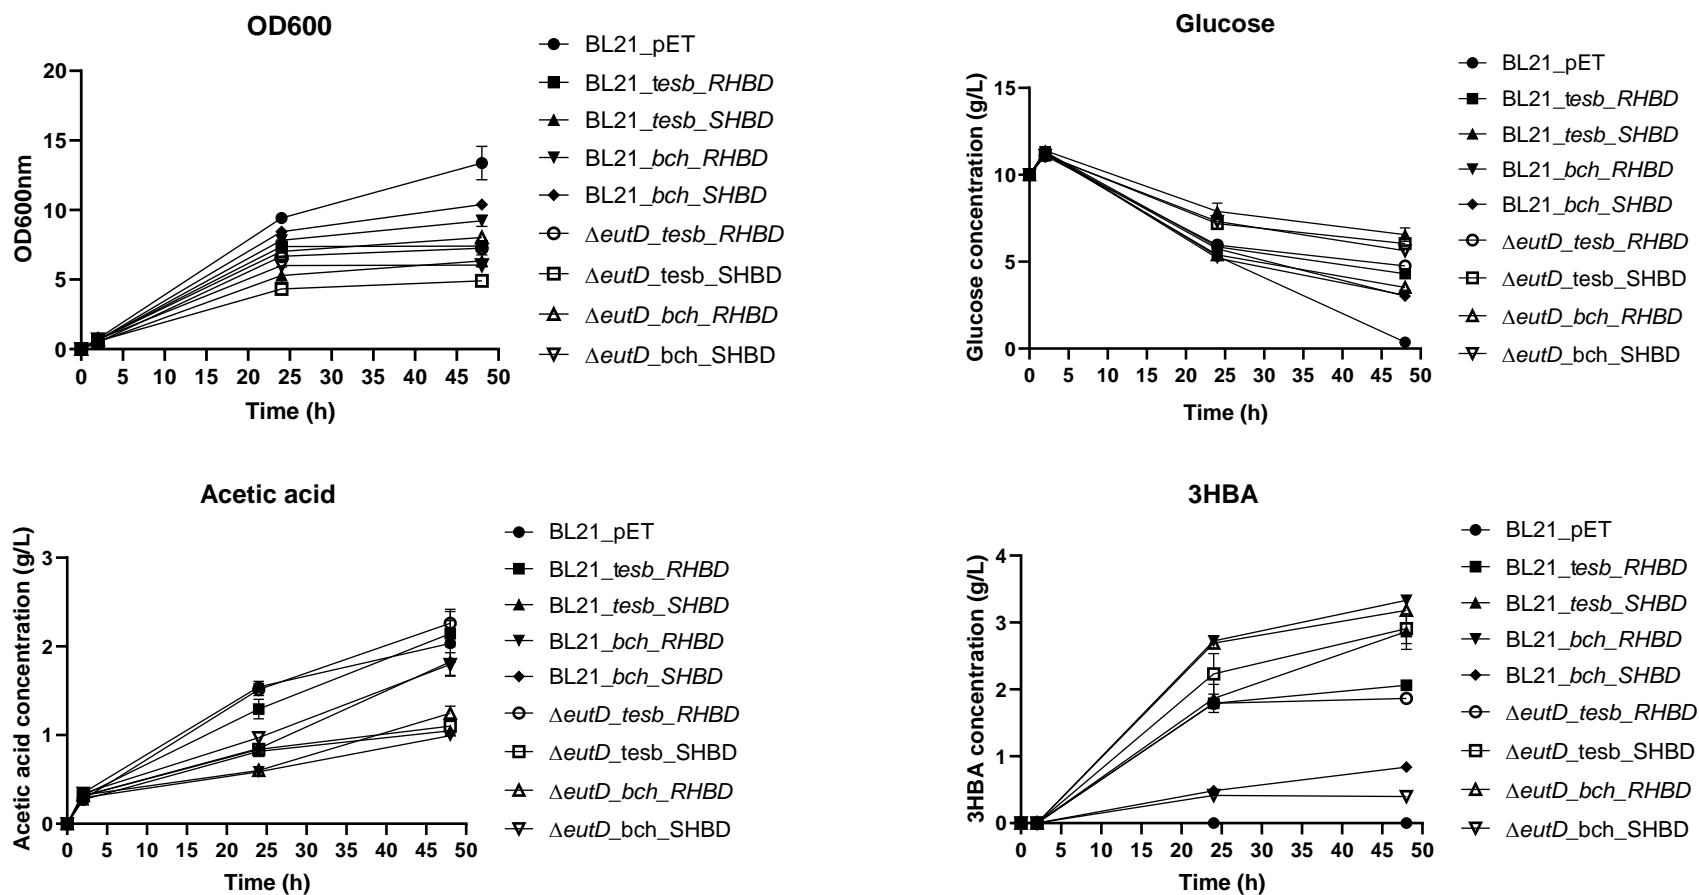 OD600
20
15
10
5
0
OD600nm
0 5 10 15 20 25 30 35 40 45 50
Time (h)
BL21_pET
BL21_tesb_RHBD
BL21_tesb_SHBD
BL21_bch_RHBD
BL21_bch_SHBD
ΔeutD_tesb_RHBD
ΔeutD_tesb_SHBD
ΔeutD_bch_RHBD
ΔeutD_bch_SHBD
Glucose
15
10
5
0
Glucose concentration (g/L)
0 5 10 15 20 25 30 35 40 45 50
Time (h)
BL21_pET
BL21_tesb_RHBD
BL21_tesb_SHBD
BL21_bch_RHBD
BL21_bch_SHBD
ΔeutD_tesb_RHBD
ΔeutD_tesb_SHBD
ΔeutD_bch_RHBD
ΔeutD_bch_SHBD
Acetic acid
3
2
1
0
Acetic acid concentration (g/L)
0 5 10 15 20 25 30 35 40 45 50
Time (h)
BL21_pET
BL21_tesb_RHBD
BL21_tesb_SHBD
BL21_bch_RHBD
BL21_bch_SHBD
ΔeutD_tesb_RHBD
ΔeutD_tesb_SHBD
ΔeutD_bch_RHBD
ΔeutD_bch_SHBD
3HBA
4
3
2
1
0
3HBA concentration (g/L)
0 5 10 15 20 25 30 35 40 45 50
Time (h)
BL21_pET
BL21_tesb_RHBD
BL21_tesb_SHBD
BL21_bch_RHBD
BL21_bch_SHBD
ΔeutD_tesb_RHBD
ΔeutD_tesb_SHBD
ΔeutD_bch_RHBD
ΔeutD_bch_SHBD